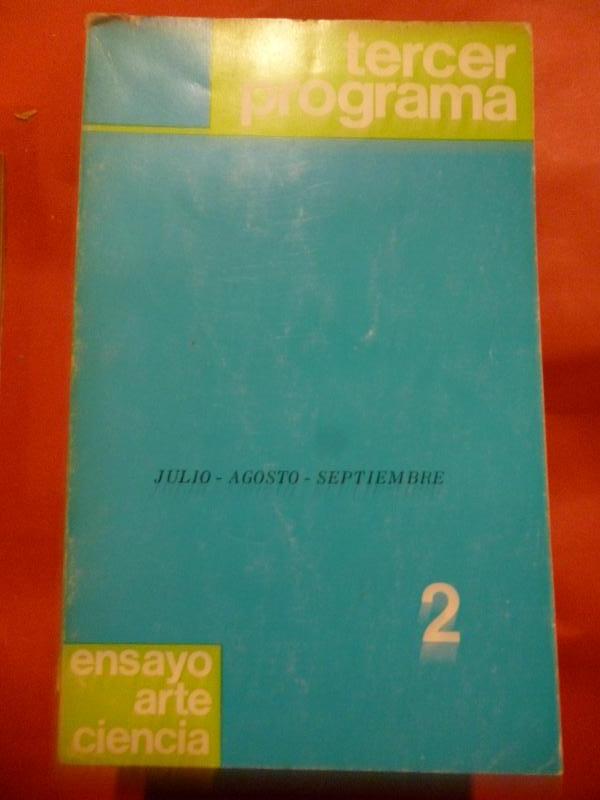 tercer
programa
JULIO - AGOSTO - SEPTIEMBRE
2
ensayo
arte
ciencia